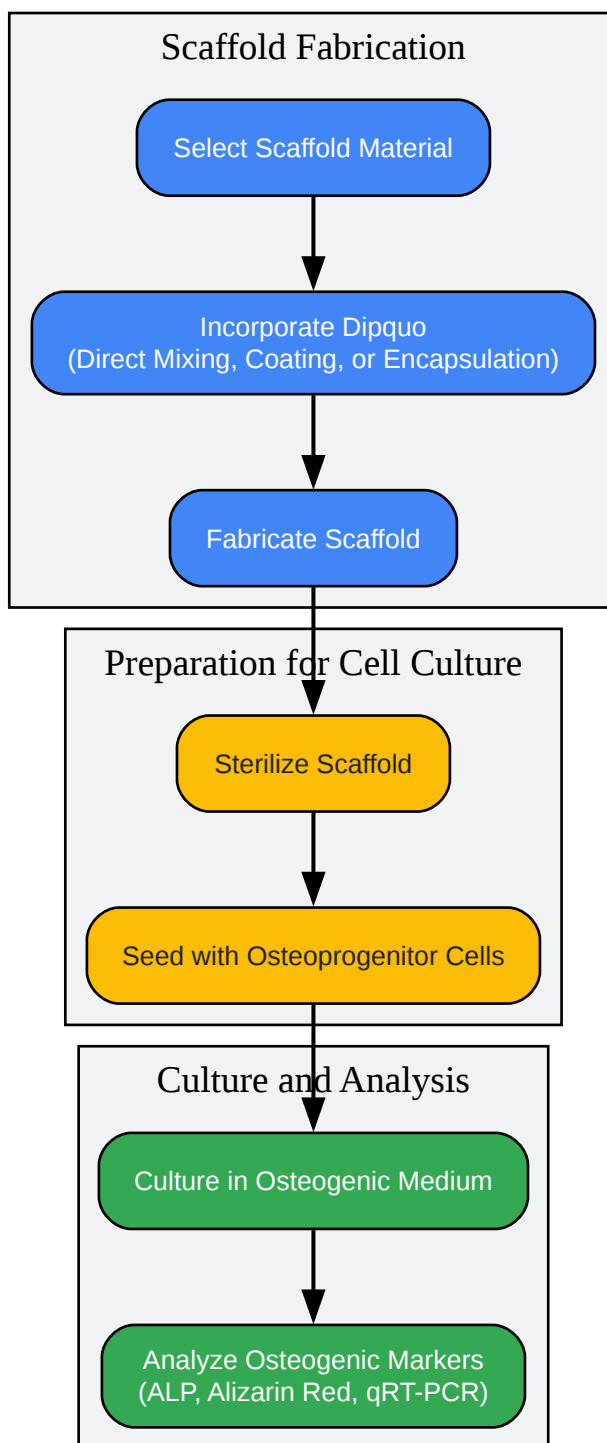 Scaffold Fabrication
Select Scaffold Material
Incorporate Dipquo
(Direct Mixing, Coating, or Encapsulation)
Fabricate Scaffold
Preparation for Cell Culture
Sterilize Scaffold
Seed with Osteoprogenitor Cells
Culture and Analysis
Culture in Osteogenic Medium
Analyze Osteogenic Markers
(ALP, Alizarin Red, qRT-PCR)